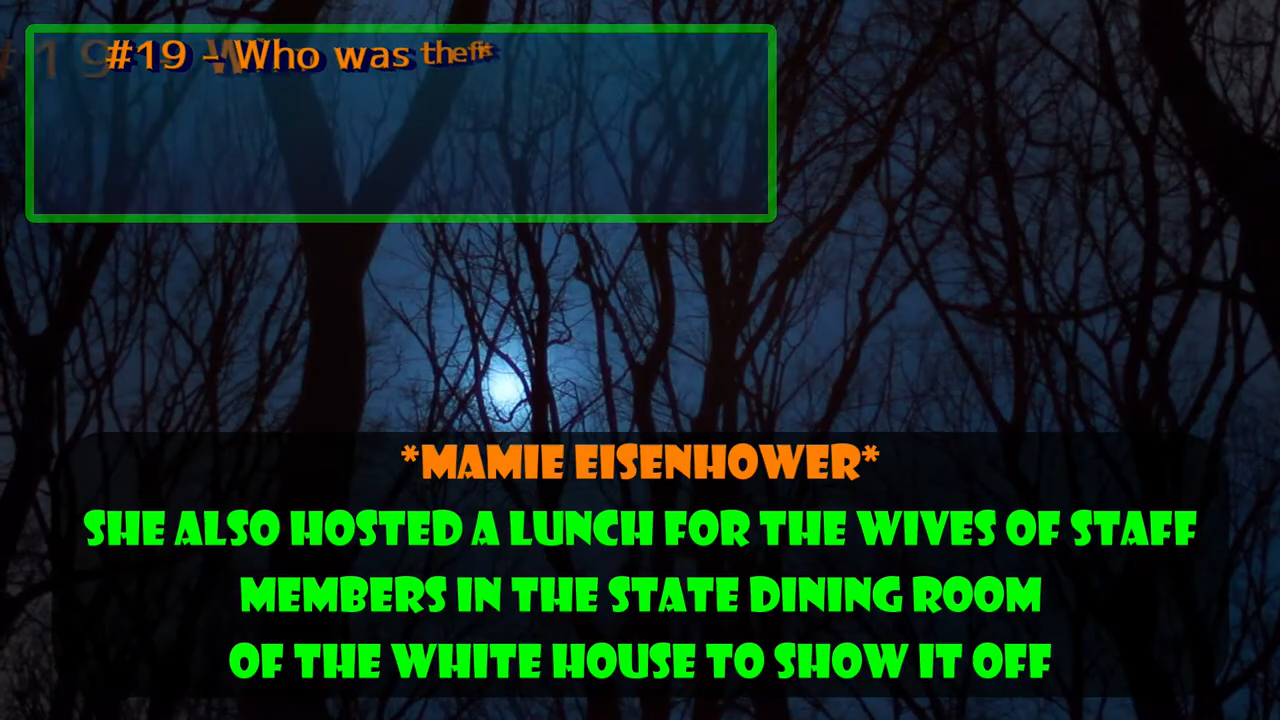 #19 - Who was the
*MAMIE EISENHOWER*
SHE ALSO HOSTED A LUNCH FOR THE WIVES OF STAFF
MEMBERS IN THE STATE DINING ROOM
OF THE WHITE HOUSE TO SHOW IT OFF